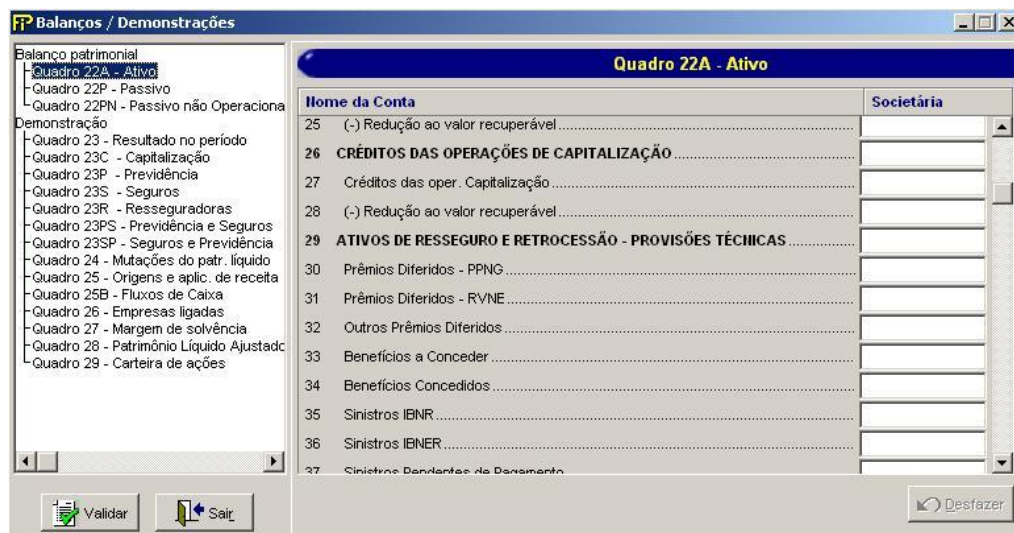 FIP Balanços / Demonstrações
Balanço patrimonial
Quadro 22A - Ativo
Quadro 22P - Passivo
Quadro 22PN - Passivo não Operaciona
Demonstração
Quadro 23 - Resultado no período
Quadro 23C - Capitalização
Quadro 23P - Previdência
Quadro 23S - Seguros
Quadro 23R - Resseguradoras
Quadro 23PS - Previdência e Seguros
Quadro 23SP - Seguros e Previdência
Quadro 24 - Mutações do patr. líquido
Quadro 25 - Origens e aplic. de receita
Quadro 25B - Fluxos de Caixa
Quadro 26 - Empresas ligadas
Quadro 27 - Margem de solvência
Quadro 28 - Patrimônio Líquido Ajustado
Quadro 29 - Carteira de ações
Validar
Sair
Quadro 22A - Ativo
Nome da Conta Societária
25 (-) Redução ao valor recuperável
26 CRÉDITOS DAS OPERAÇÕES DE CAPITALIZAÇÃO
27 Créditos das oper. Capitalização
28 (-) Redução ao valor recuperável
29 ATIVOS DE RESSEGURO E RETROCESSÃO - PROVISÕES TÉCNICAS
30 Prêmios Diferidos - PPNG
31 Prêmios Diferidos - RVNE
32 Outros Prêmios Diferidos
33 Benefícios a Conceder
34 Benefícios Concedidos
35 Sinistros IBNR
36 Sinistros IBNER
37 Sinistros Pendentes de Pagamento
Desfazer